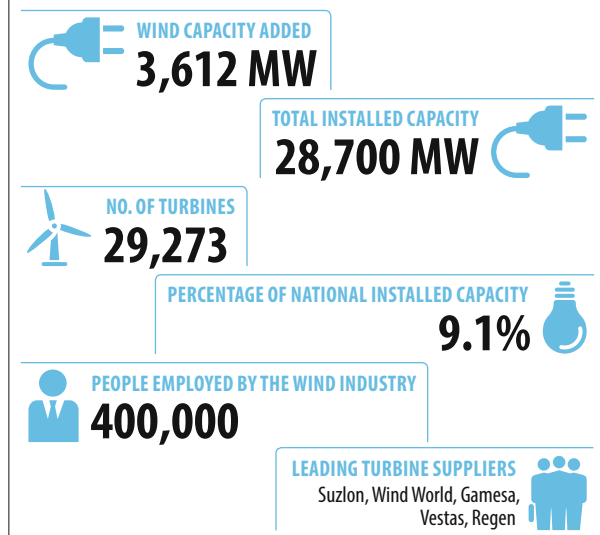 WIND CAPACITY ADDED
3,612 MW
TOTAL INSTALLED CAPACITY
28,700 MW
NO. OF TURBINES
29,273
PERCENTAGE OF NATIONAL INSTALLED CAPACITY
9.1%
PEOPLE EMPLOYED BY THE WIND INDUSTRY
400,000
LEADING TURBINE SUPPLIERS
Suzlon, Wind World, Gamesa,
Vestas, Regen